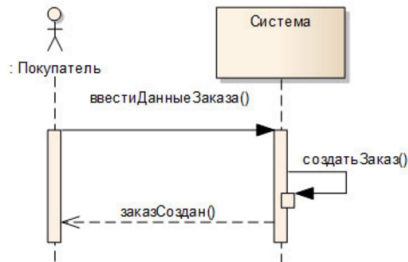 Система
: Покупатель
ввестиДанныеЗаказа()
создатьЗаказ()
заказСоздан()